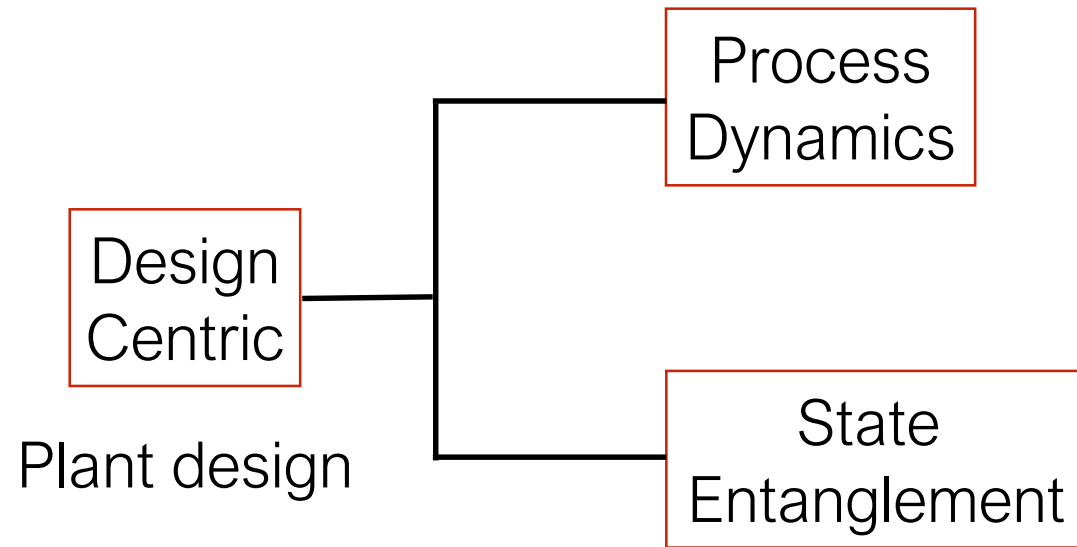 Process
Dynamics
Design
Centric
Plant design
State
Entanglement